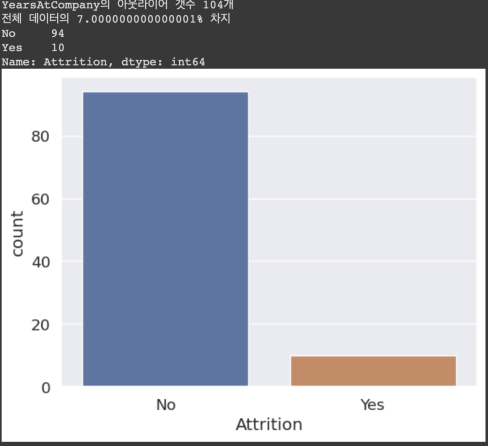 YearsAtCompany의 아웃라이어 갯수 104개
전체 데이터의 7.000000000000001% 차지
No     94
Yes    10
Name: Attrition, dtype: int64
80
60
40
20
0
count
No
Yes
Attrition